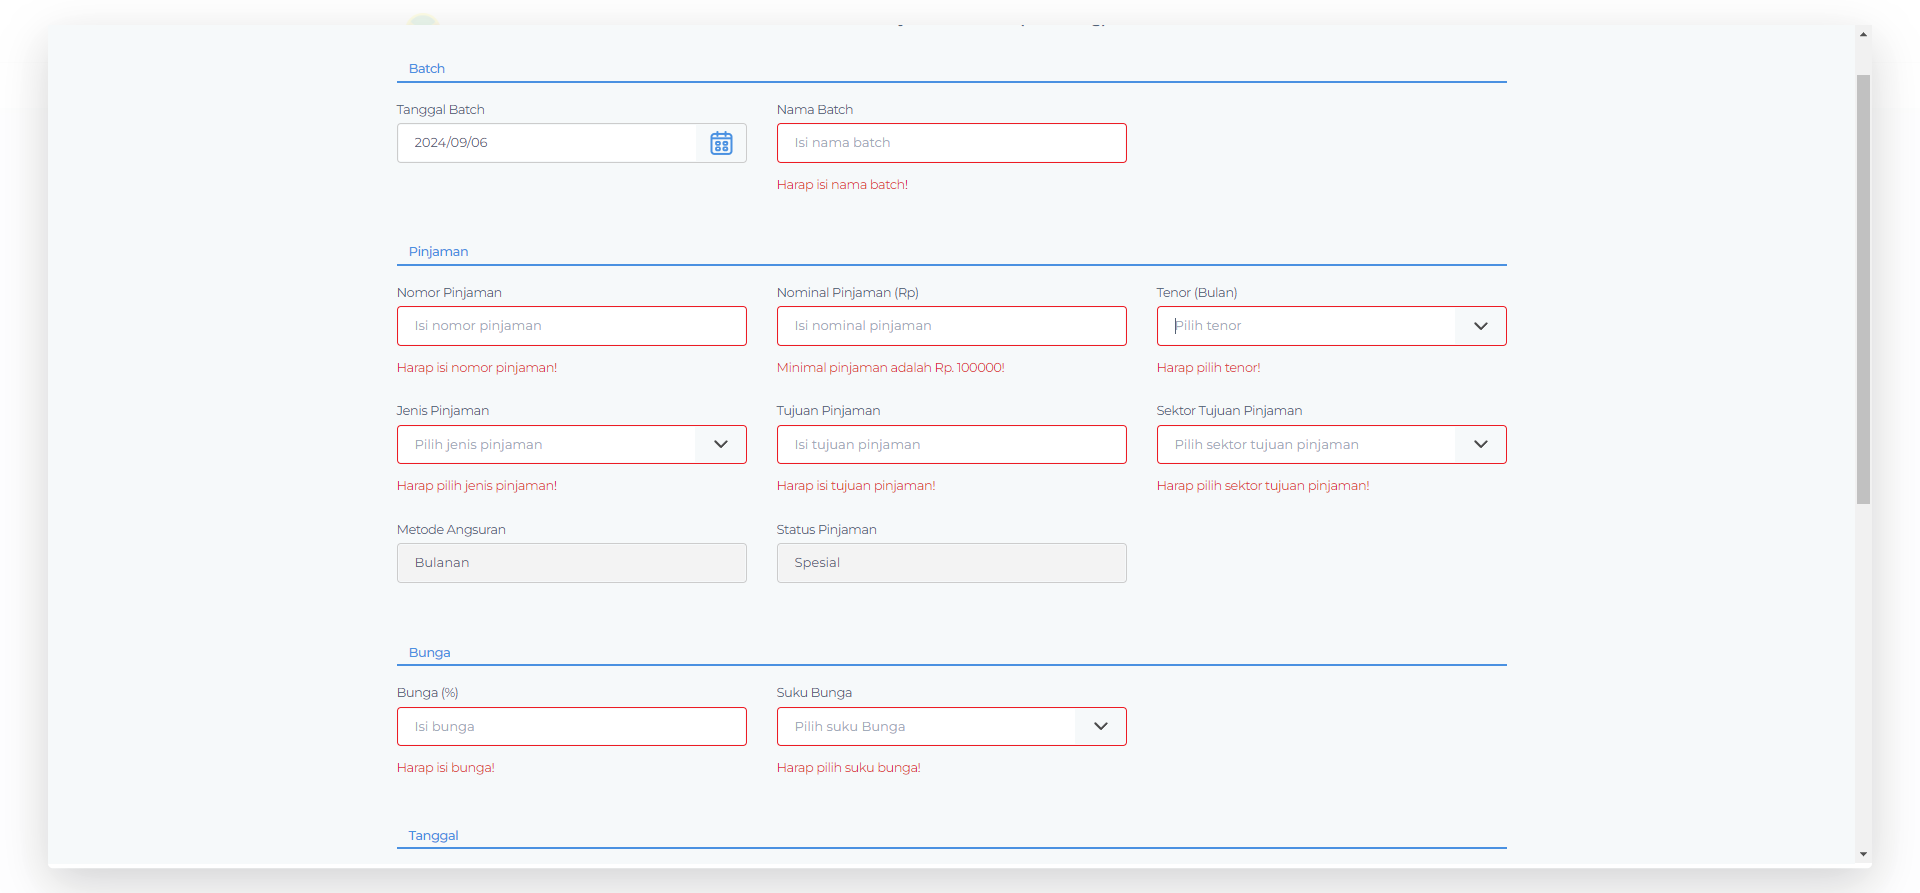 Batch
Tanggal Batch
Nama Batch
2024/09/06
Isi nama batch
Harap isi nama batch!
Pinjaman
Nomor Pinjaman
Nominal Pinjaman (Rp)
Tenor (Bulan)
Isi nomor pinjaman
Isi nominal pinjaman
Pilih tenor
Harap isi nomor pinjaman!
Minimal pinjaman adalah Rp. 100000!
Harap pilih tenor!
Jenis Pinjaman
Tujuan Pinjaman
Sektor Tujuan Pinjaman
Pilih jenis pinjaman
Isi tujuan pinjaman
Pilih sektor tujuan pinjaman
Harap pilih jenis pinjaman!
Harap isi tujuan pinjaman!
Harap pilih sektor tujuan pinjaman!
Metode Angsuran
Status Pinjaman
Bulanan
Spesial
Bunga
Bunga (%)
Suku Bunga
Isi bunga
Pilih suku Bunga
Harap isi bunga!
Harap pilih suku bunga!
Tanggal